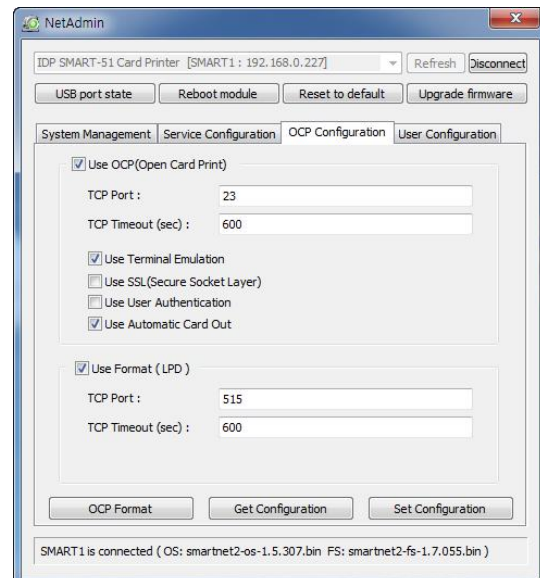 NetAdmin
IDP SMART-51 Card Printer [SMART1 : 192.168.0.227] Refresh Disconnect
USB port state Reboot module Reset to default Upgrade firmware
System Management Service Configuration OCP Configuration User Configuration
Use OCP(Open Card Print)
TCP Port : 23
TCP Timeout (sec) : 600
Use Terminal Emulation
Use SSL(Secure Socket Layer)
Use User Authentication
Use Automatic Card Out
Use Format ( LPD )
TCP Port : 515
TCP Timeout (sec) : 600
OCP Format Get Configuration Set Configuration
SMART1 is connected ( OS: smartnet2-os-1.5.307.bin FS: smartnet2-fs-1.7.055.bin )